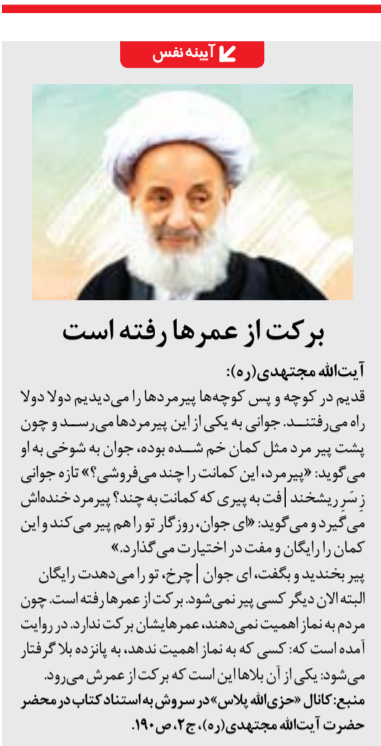 آیینه نفس
برکت از عمرها رفته است
آیت‌الله مجتهدی(ره):
قدیم در کوچه و پس کوچه‌ها پیرمردها را می‌دیدیم دولا دولا
راه می‌رفتنــد. جوانی به یکی از این پیرمردها می‌رســد و چون
پشت پیر مرد مثل کمان خم شــده بوده، جوان به شوخی به او
می‌گوید: «پیرمرد، این کمانت را چند می‌فروشی؟» تازه جوانی
زِ سَرِ ریشخند | گفت به پیری که کمانت به چند؟ پیرمرد خنده‌اش
می‌گیرد و می‌گوید: «ای جوان، روزگار تو را هم پیر می‌کند و این
کمان را رایگان و مفت در اختیارت می‌گذارد.»
پیر بخندید و بگفت، ای جوان | چرخ، تو را می‌دهدت رایگان
البته الان دیگر کسی پیر نمی‌شود. برکت از عمرها رفته است. چون
مردم به نماز اهمیت نمی‌دهند، عمرهایشان برکت ندارد. در روایت
آمده است که: کسی که به نماز اهمیت ندهد، به پانزده بلا گرفتار
می‌شود: یکی از آن بلاها این است که برکت از عمرش می‌رود.
منبع: کانال «حزی‌الله پلاس» در سروش به استناد کتاب در محضر
حضرت آیت‌الله مجتهدی(ره)، ج۲، ص۱۹۰.